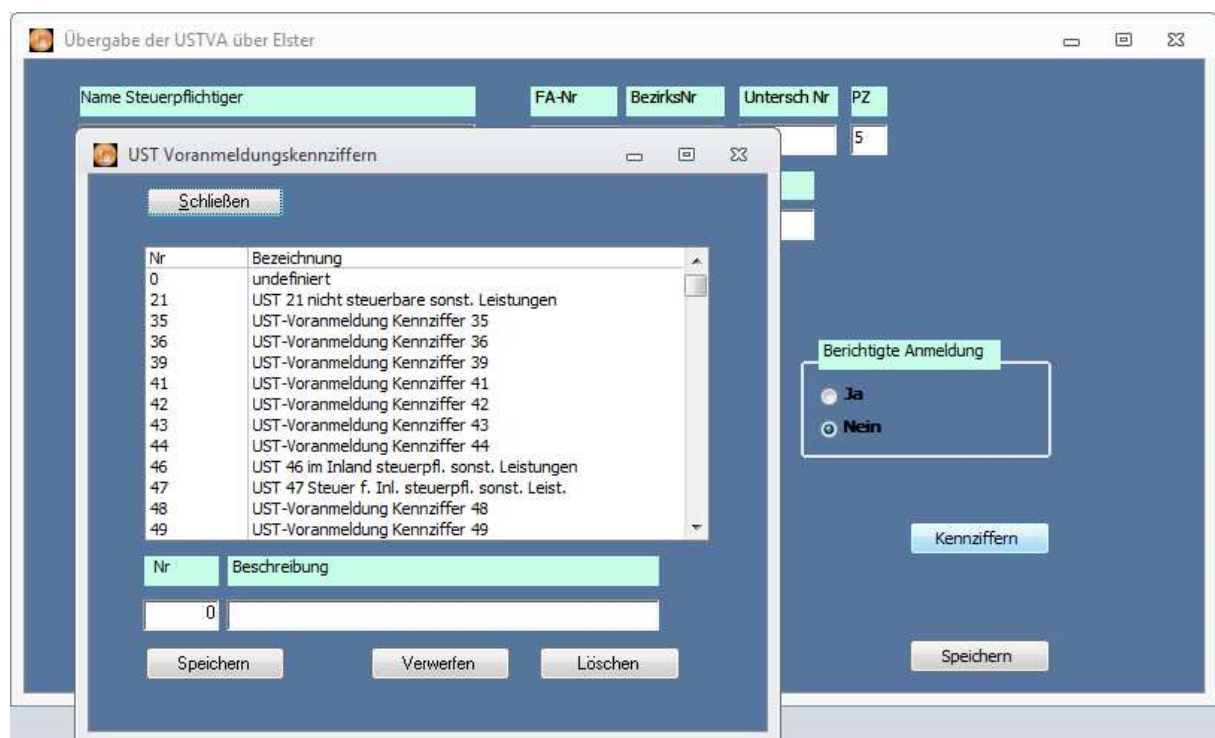 Übergabe der USTVA über Elster
Name Steuerpflichtiger FA-Nr BezirksNr Untersch Nr PZ
5
UST Voranmeldungskennziffern
Schließen
Nr Bezeichnung
0 undefiniert
21 UST 21 nicht steuerbare sonst. Leistungen
35 UST-Voranmeldung Kennziffer 35
36 UST-Voranmeldung Kennziffer 36
39 UST-Voranmeldung Kennziffer 39
41 UST-Voranmeldung Kennziffer 41
42 UST-Voranmeldung Kennziffer 42
43 UST-Voranmeldung Kennziffer 43
44 UST-Voranmeldung Kennziffer 44
46 UST 46 im Inland steuerpfl. sonst. Leistungen
47 UST 47 Steuer f. Inl. steuerpfl. sonst. Leist.
48 UST-Voranmeldung Kennziffer 48
49 UST-Voranmeldung Kennziffer 49
Nr Beschreibung
0
Speichern Verwerfen Löschen
Berichtigte Anmeldung
Ja
Nein
Kennziffern
Speichern